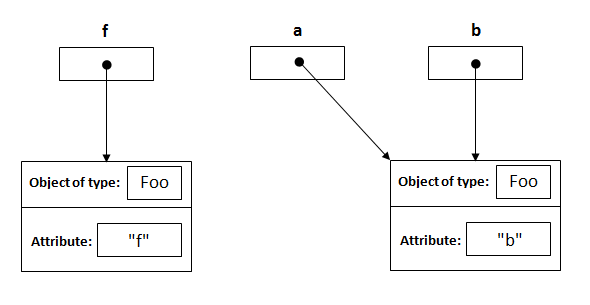 f a b
Object of type: Foo
Attribute: "f"
Object of type: Foo
Attribute: "b"